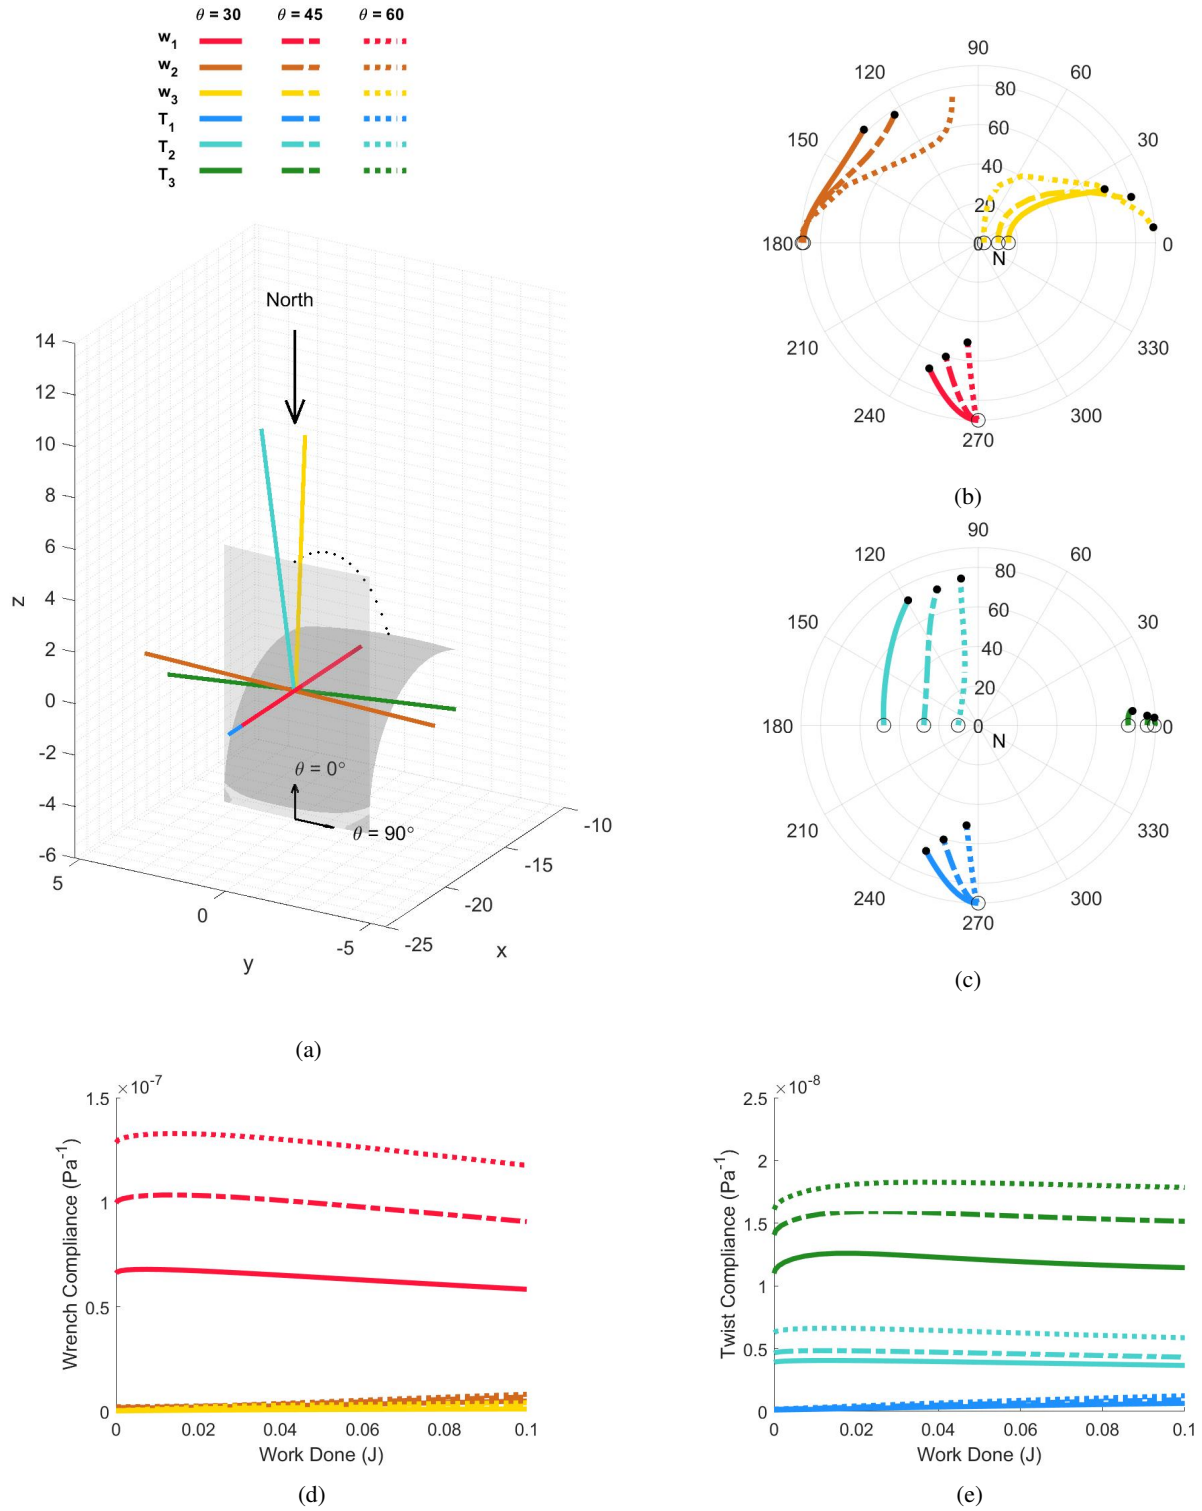 θ = 30 θ = 45 θ = 60
w1
w2
w3
T1
T2
T3
North
14
12
10
8
6
4
2
0
-2
-4
-6
z
5
0
-5
y
-25
-20
-15
-10
x
θ = 0°
θ = 90°
(a)
90
120 60
80
60
150 30
40
20
180 0 0
N
210 330
240 300
270
(b)
90
120 60
80
60
150 30
40
20
180 0 0
N
210 330
240 300
270
(c)
×10-7
1.5
1
0.5
0
Wrench Compliance (Pa-1)
0 0.02 0.04 0.06 0.08 0.1
Work Done (J)
(d)
×10-8
2.5
2
1.5
1
0.5
0
Twist Compliance (Pa-1)
0 0.02 0.04 0.06 0.08 0.1
Work Done (J)
(e)